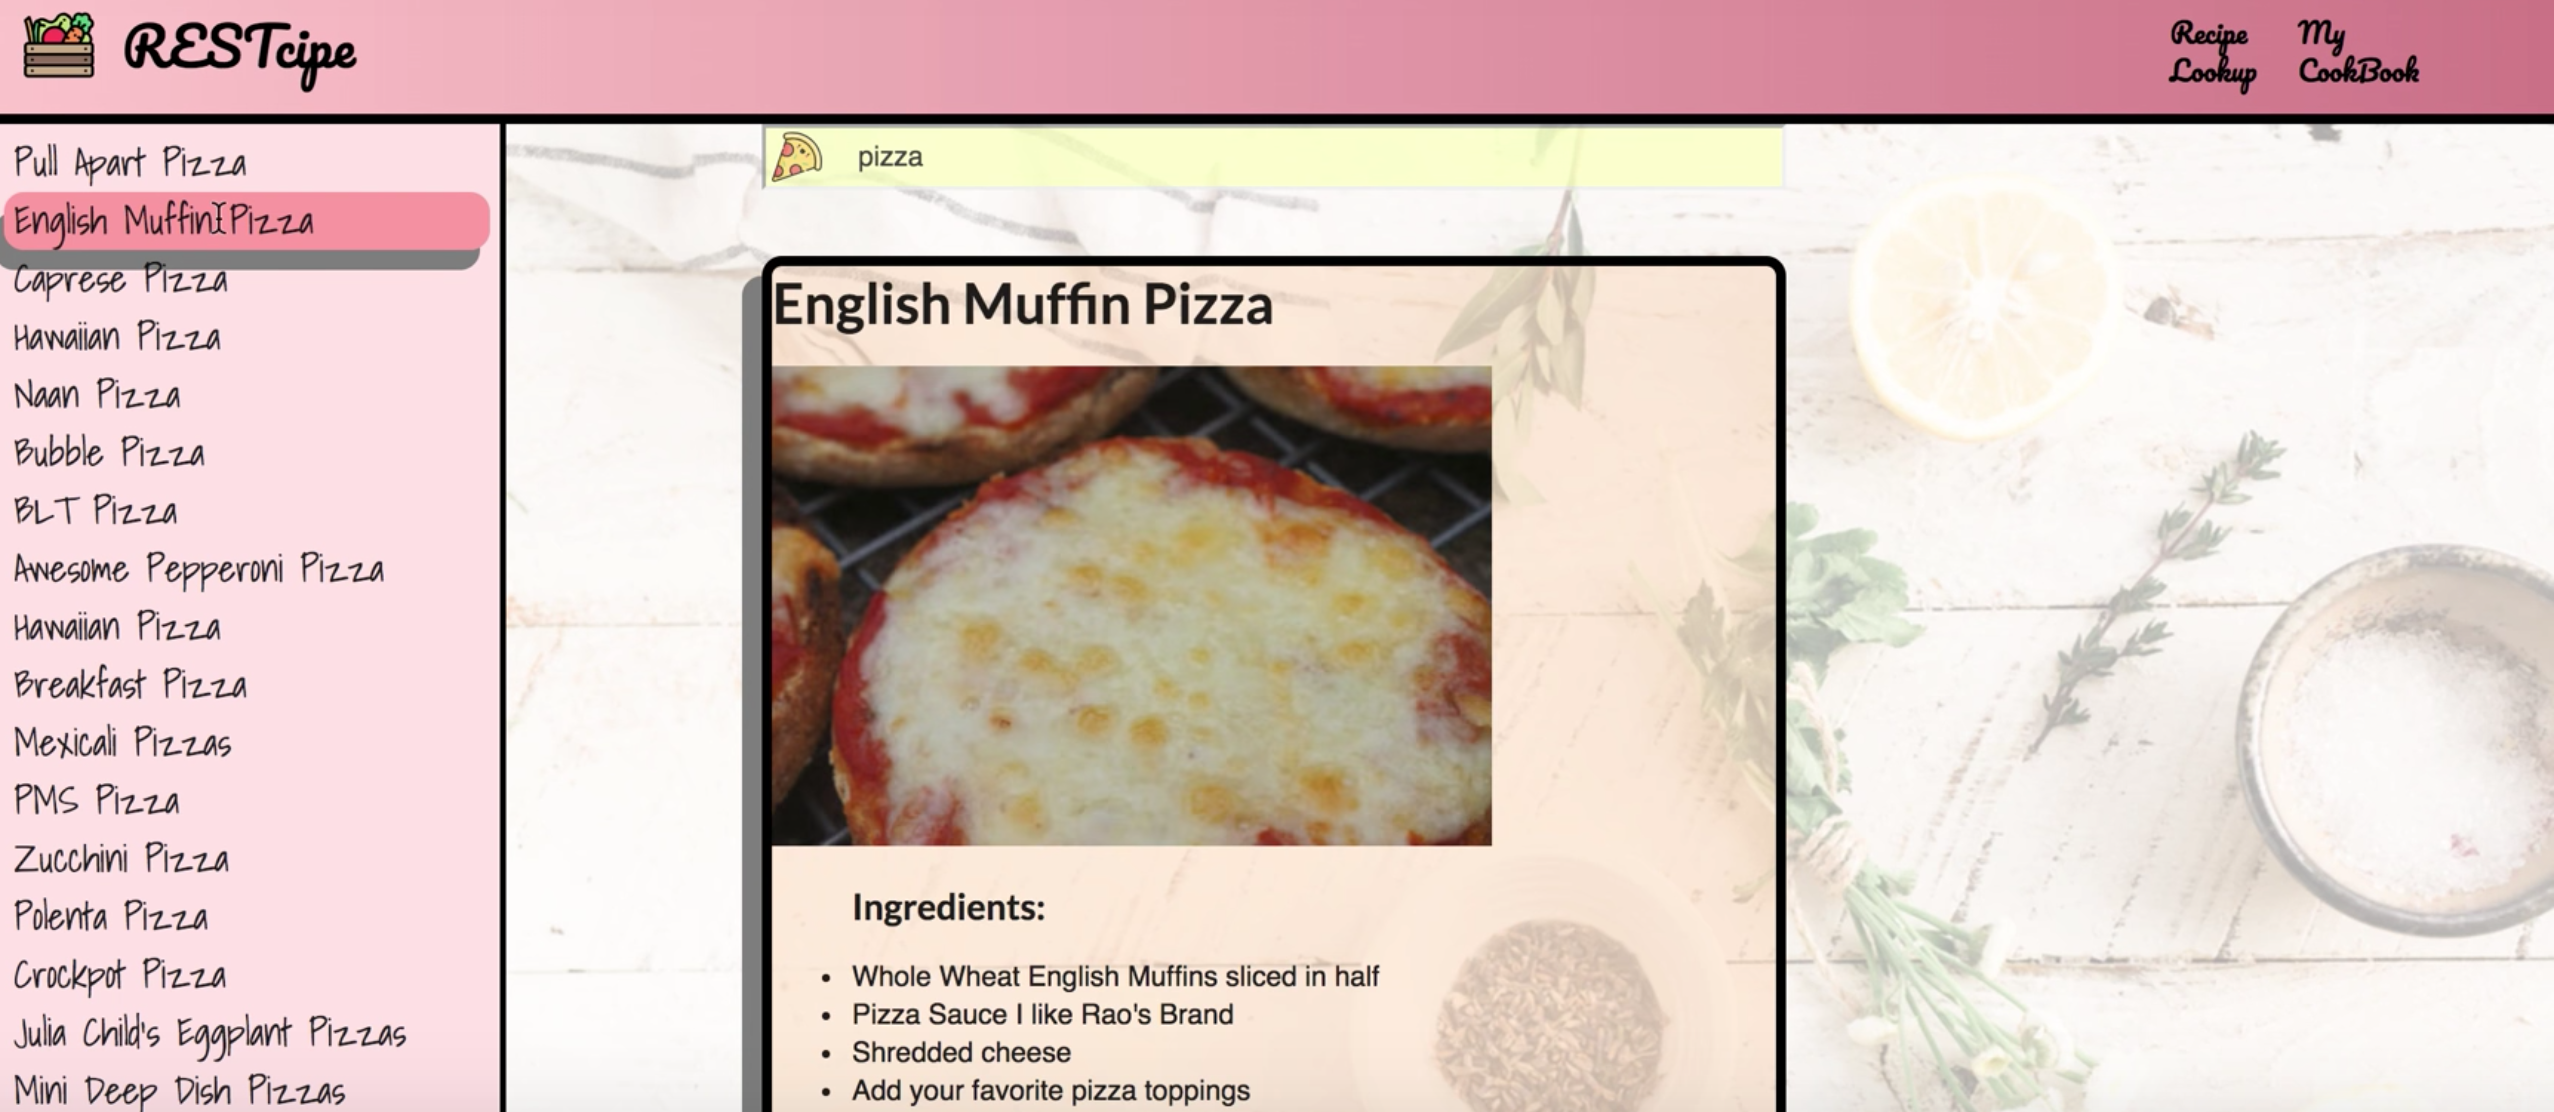 RESTcipe
Recipe
Lookup
My
CookBook
Pull Apart Pizza
English Muffin Pizza
Caprese Pizza
Hawaiian Pizza
Naan Pizza
Bubble Pizza
BLT Pizza
Awesome Pepperoni Pizza
Hawaiian Pizza
Breakfast Pizza
Mexicali Pizzas
PMS Pizza
Zucchini Pizza
Polenta Pizza
Crockpot Pizza
Julia Child's Eggplant Pizzas
Mini Deep Dish Pizzas
pizza
English Muffin Pizza
Ingredients:
• Whole Wheat English Muffins sliced in half
• Pizza Sauce I like Rao's Brand
• Shredded cheese
• Add your favorite pizza toppings